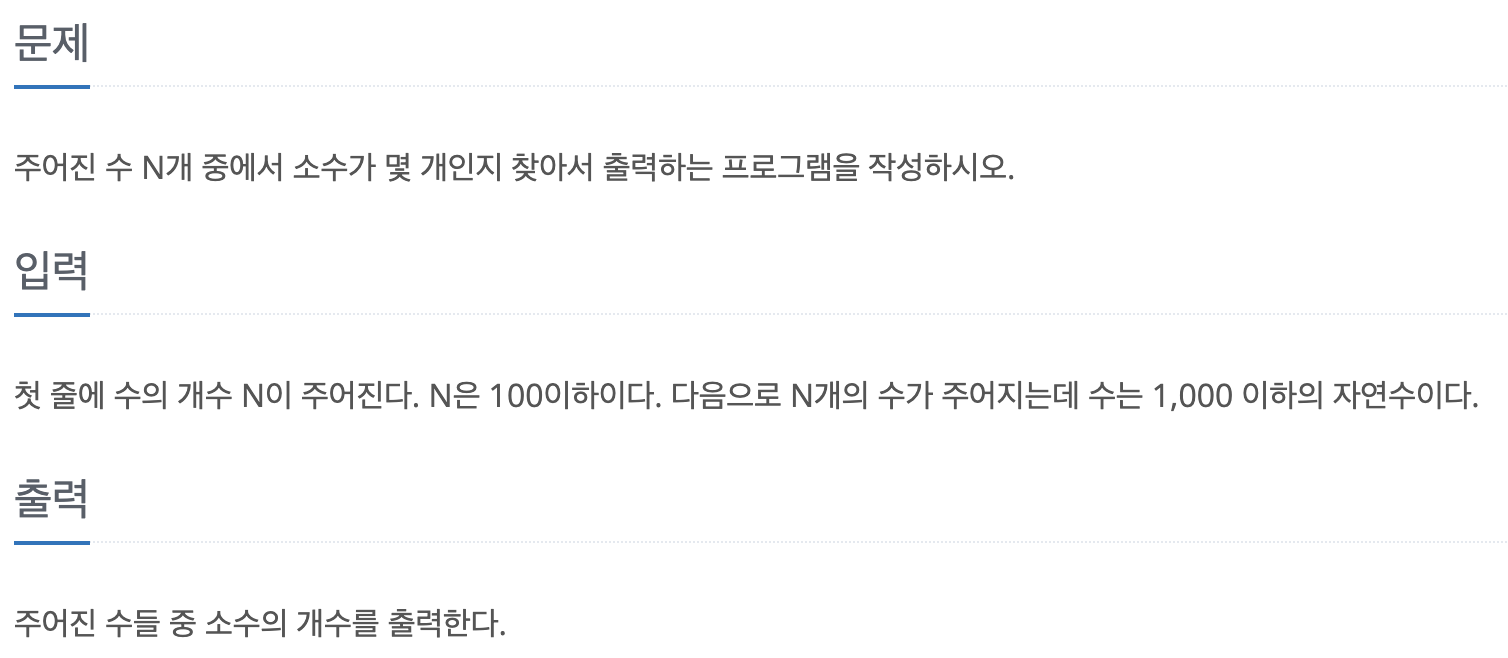 문제
주어진 수 N개 중에서 소수가 몇 개인지 찾아서 출력하는 프로그램을 작성하시오.
입력
첫 줄에 수의 개수 N이 주어진다. N은 100이하이다. 다음으로 N개의 수가 주어지는데 수는 1,000 이하의 자연수이다.
출력
주어진 수들 중 소수의 개수를 출력한다.